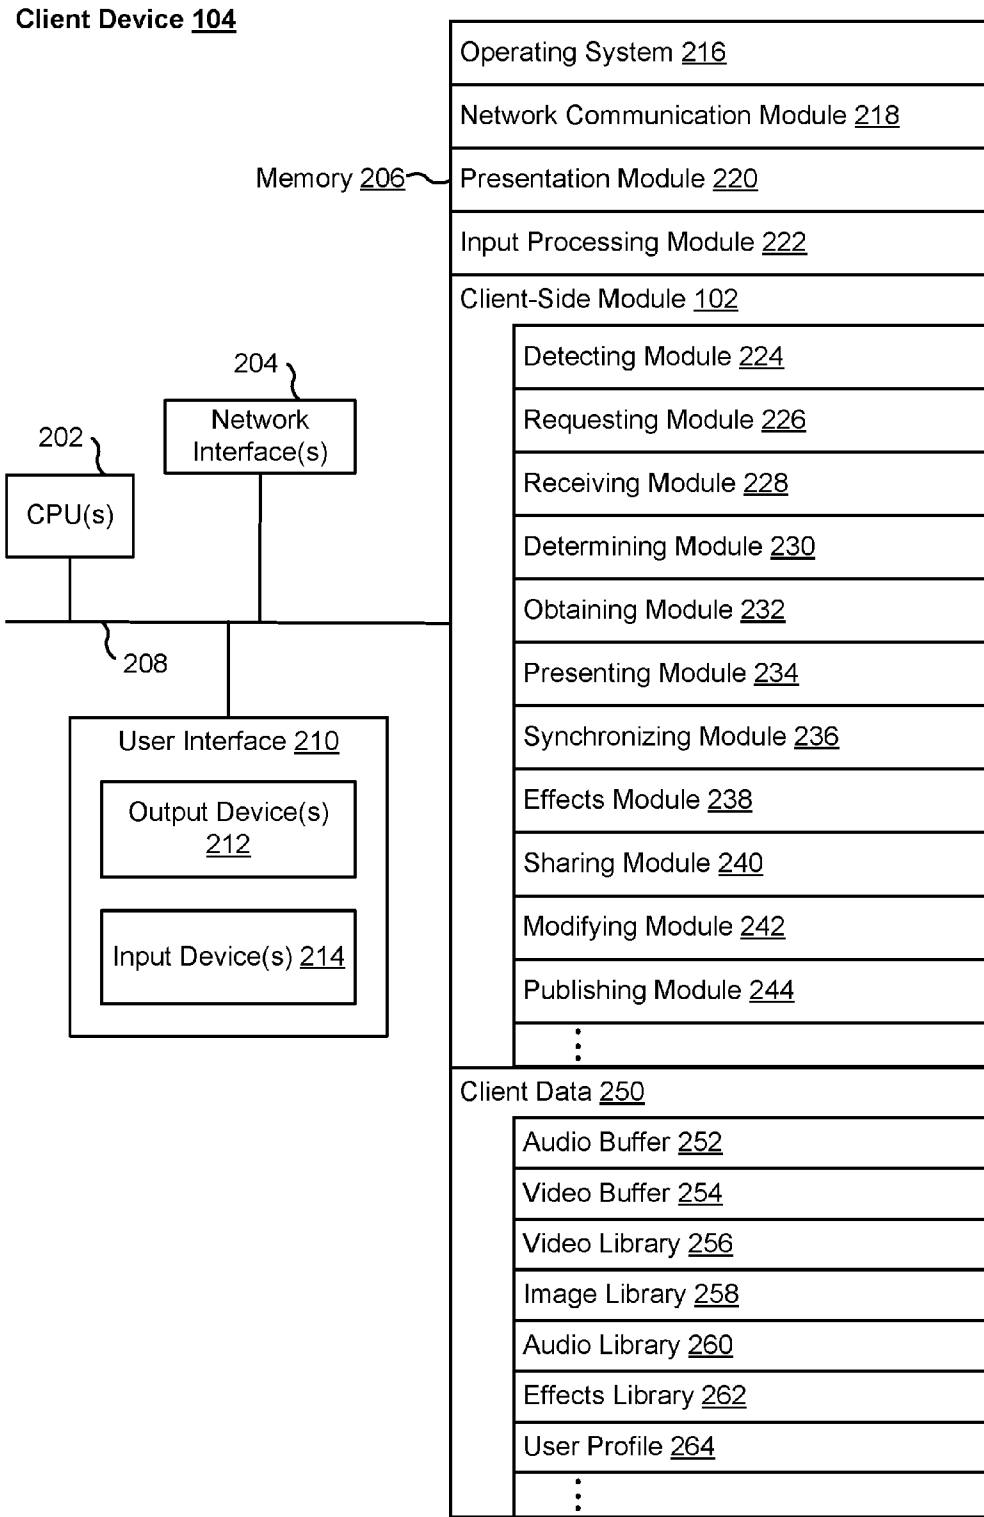 Client Device 104
Operating System 216
Network Communication Module 218
Memory 206
Presentation Module 220
Input Processing Module 222
Client-Side Module 102
Detecting Module 224
Requesting Module 226
Receiving Module 228
Determining Module 230
Obtaining Module 232
Presenting Module 234
Synchronizing Module 236
Effects Module 238
Sharing Module 240
Modifying Module 242
Publishing Module 244
204
Network
Interface(s)
202
CPU(s)
208
User Interface 210
Output Device(s)
212
Input Device(s) 214
Client Data 250
Audio Buffer 252
Video Buffer 254
Video Library 256
Image Library 258
Audio Library 260
Effects Library 262
User Profile 264